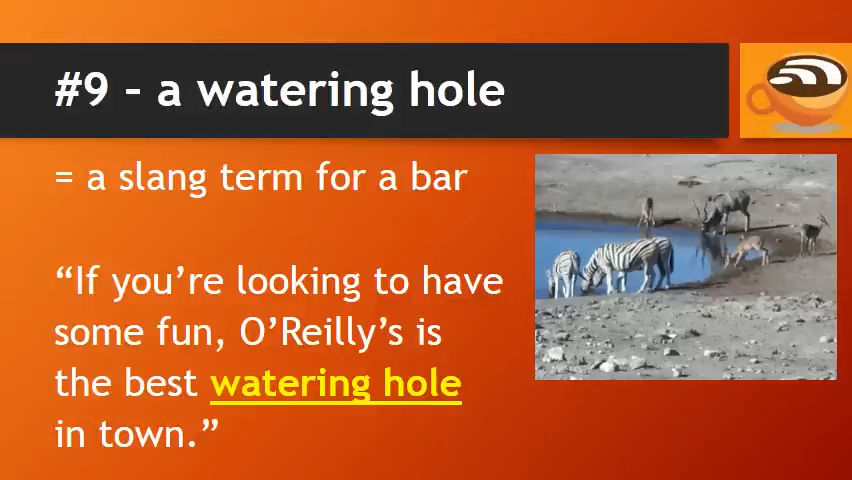 #9 – a watering hole
= a slang term for a bar
“If you’re looking to have
some fun, O’Reilly’s is
the best watering hole
in town.”